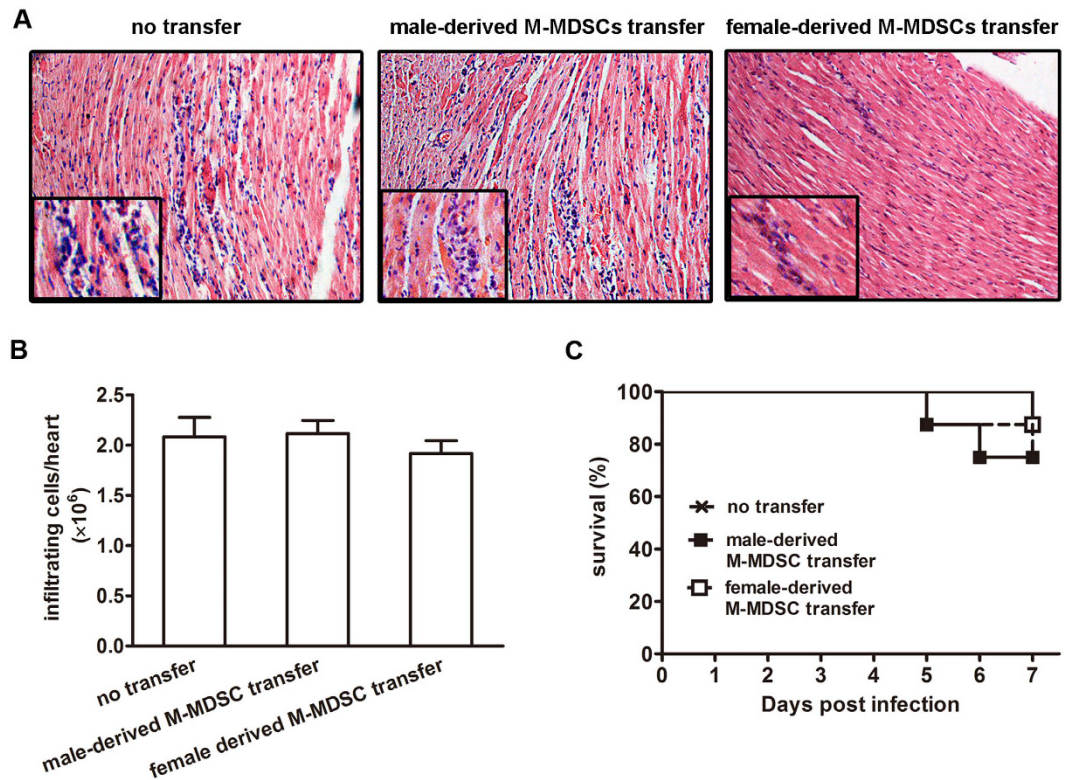 A
no transfer
male-derived M-MDSCs transfer
female-derived M-MDSCs transfer
B
infiltrating cells/heart
(×10⁶)
2.5
2.0
1.5
1.0
0.5
0.0
no transfer
male-derived M-MDSC transfer
female derived M-MDSC transfer
C
survival (%)
100
80
60
40
20
0
no transfer
male-derived
M-MDSC transfer
female-derived
M-MDSC transfer
0 1 2 3 4 5 6 7
Days post infection